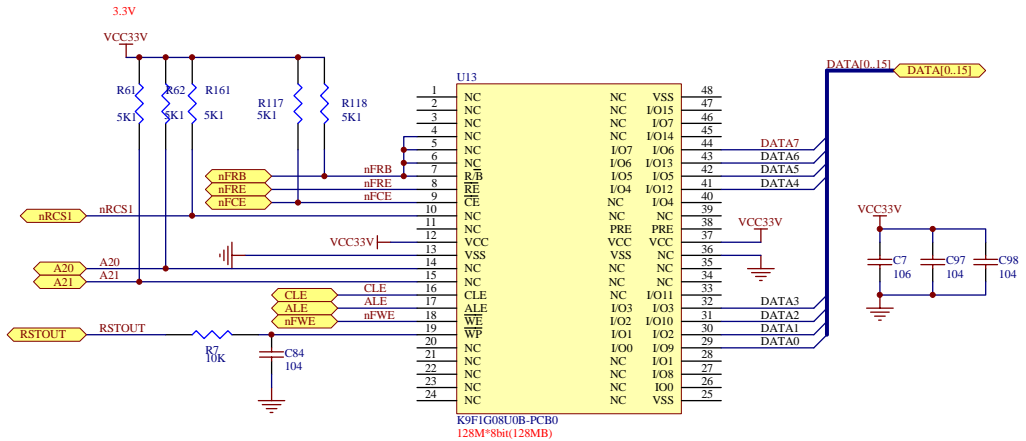 3.3V
VCC33V
R61
5K1
R62
5K1
R161
5K1
R117
5K1
R118
5K1
nFRB
nFRE
nFCE
nRCS1
A20
A21
CLE
ALE
nFWE
RSTOUT
nRCS1
A20
A21
RSTOUT
R7
10K
C84
104
VCC33V
nFRB
nFRE
nFCE
CLE
ALE
nFWE
U13
1 NC NC VSS 48
2 NC NC I/O15 47
3 NC NC I/O7 46
4 NC NC I/O14 45
5 NC I/O7 I/O6 44
6 NC I/O6 I/O13 43
7 R/B I/O5 I/O5 42
8 RE I/O4 I/O12 41
9 CE NC I/O4 40
10 NC NC NC 39
11 NC PRE PRE 38
12 VCC VCC VCC 37
13 VSS VSS NC 36
14 NC NC NC 35
15 NC NC NC 34
16 CLE NC I/O11 33
17 ALE I/O3 I/O3 32
18 WE I/O2 I/O10 31
19 WP I/O1 I/O2 30
20 NC I/O0 I/O9 29
21 NC NC I/O1 28
22 NC NC I/O8 27
23 NC NC IO0 26
24 NC NC VSS 25
K9F1G08U0B-PCB0
128M*8bit(128MB)
DATA7
DATA6
DATA5
DATA4
VCC33V
DATA3
DATA2
DATA1
DATA0
DATA[0..15]
DATA[0..15]
VCC33V
C7
106
C97
104
C98
104